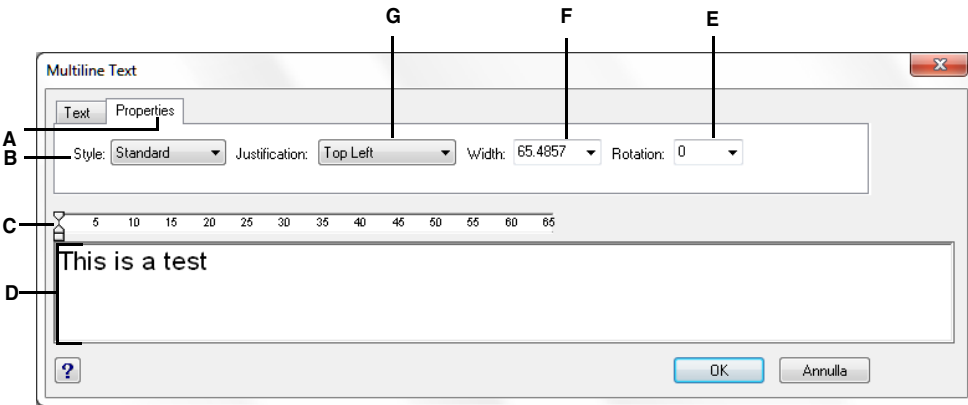 G F E
Multiline Text
Text Properties
A
B Style: Standard Justification: Top Left Width: 65.4857 Rotation: 0
C 5 10 15 20 25 30 35 40 45 50 55 60 65
This is a test
D
? OK Annulla